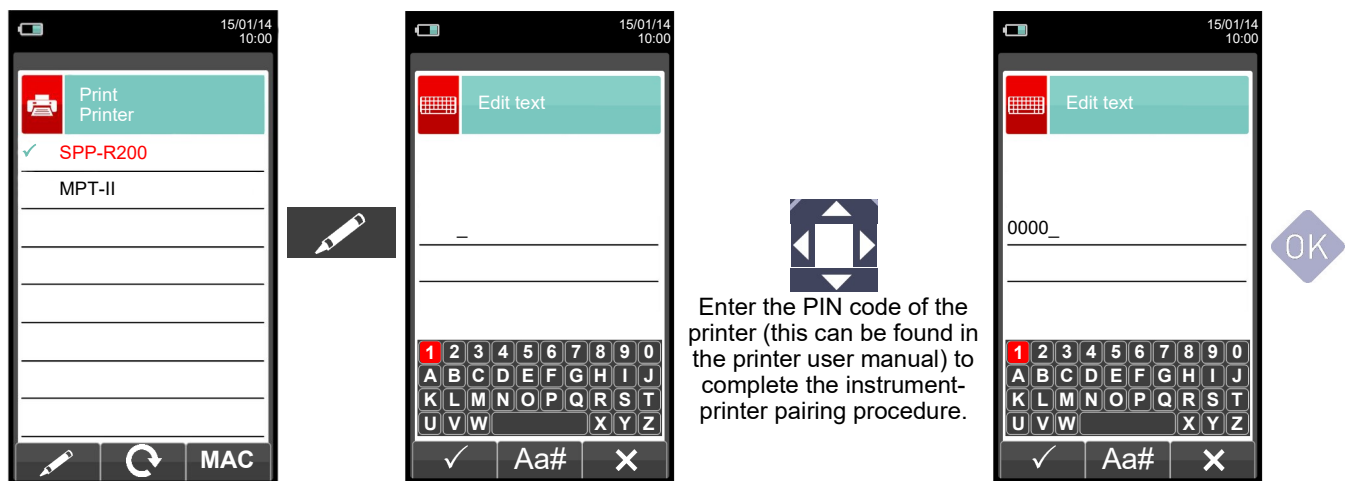 15/01/14
10:00
Print
Printer
✓ SPP-R200
MPT-II
MAC
15/01/14
10:00
Edit text
_
1 2 3 4 5 6 7 8 9 0
A B C D E F G H I J
K L M N O P Q R S T
U V W X Y Z
✓ Aa# ✕
Enter the PIN code of the
printer (this can be found in
the printer user manual) to
complete the instrument-
printer pairing procedure.
15/01/14
10:00
Edit text
0000_
1 2 3 4 5 6 7 8 9 0
A B C D E F G H I J
K L M N O P Q R S T
U V W X Y Z
✓ Aa# ✕
OK